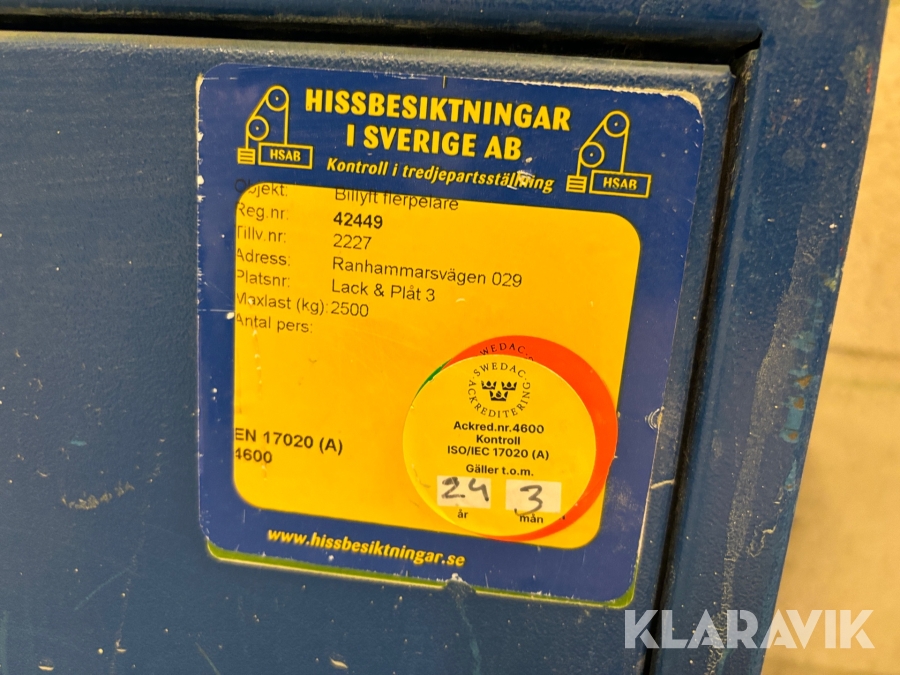 HISSBESIKTNINGAR
I SVERIGE AB
Kontroll i tredjepartsställning
HSAB
HSAB
Objekt: Billyft flerpelare
Reg.nr: 42449
Tillv.nr: 2227
Adress: Ranhammarsvägen 029
Platsnr: Lack & Plåt 3
Maxlast (kg): 2500
Antal pers:
EN 17020 (A)
4600
SWEDAC
SWEDAC
ACKREDITERING
Ackred.nr.4600
Kontroll
ISO/IEC 17020 (A)
Gäller t.o.m.
24 3
år mån
www.hissbesiktningar.se
KLARAVIK